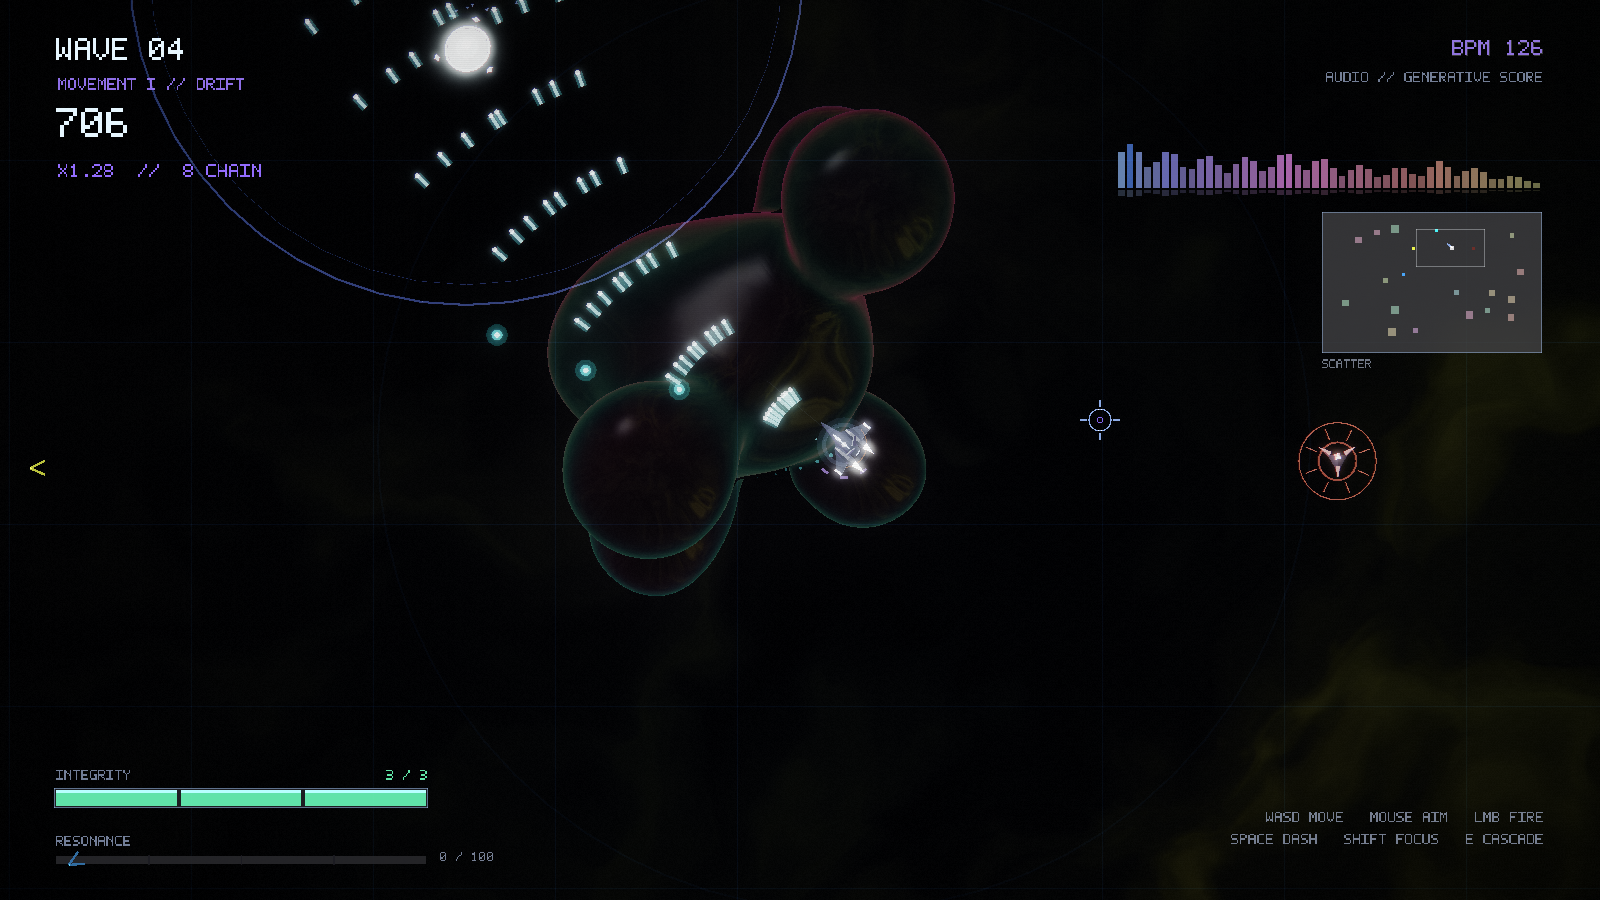 WAVE 04
MOVEMENT I // DRIFT
706
X1.28 // 8 CHAIN
BPM 126
AUDIO // GENERATIVE SCORE
SCATTER
<
INTEGRITY 3 / 3
RESONANCE
0 / 100
WASD MOVE MOUSE AIM LMB FIRE
SPACE DASH SHIFT FOCUS E CASCADE